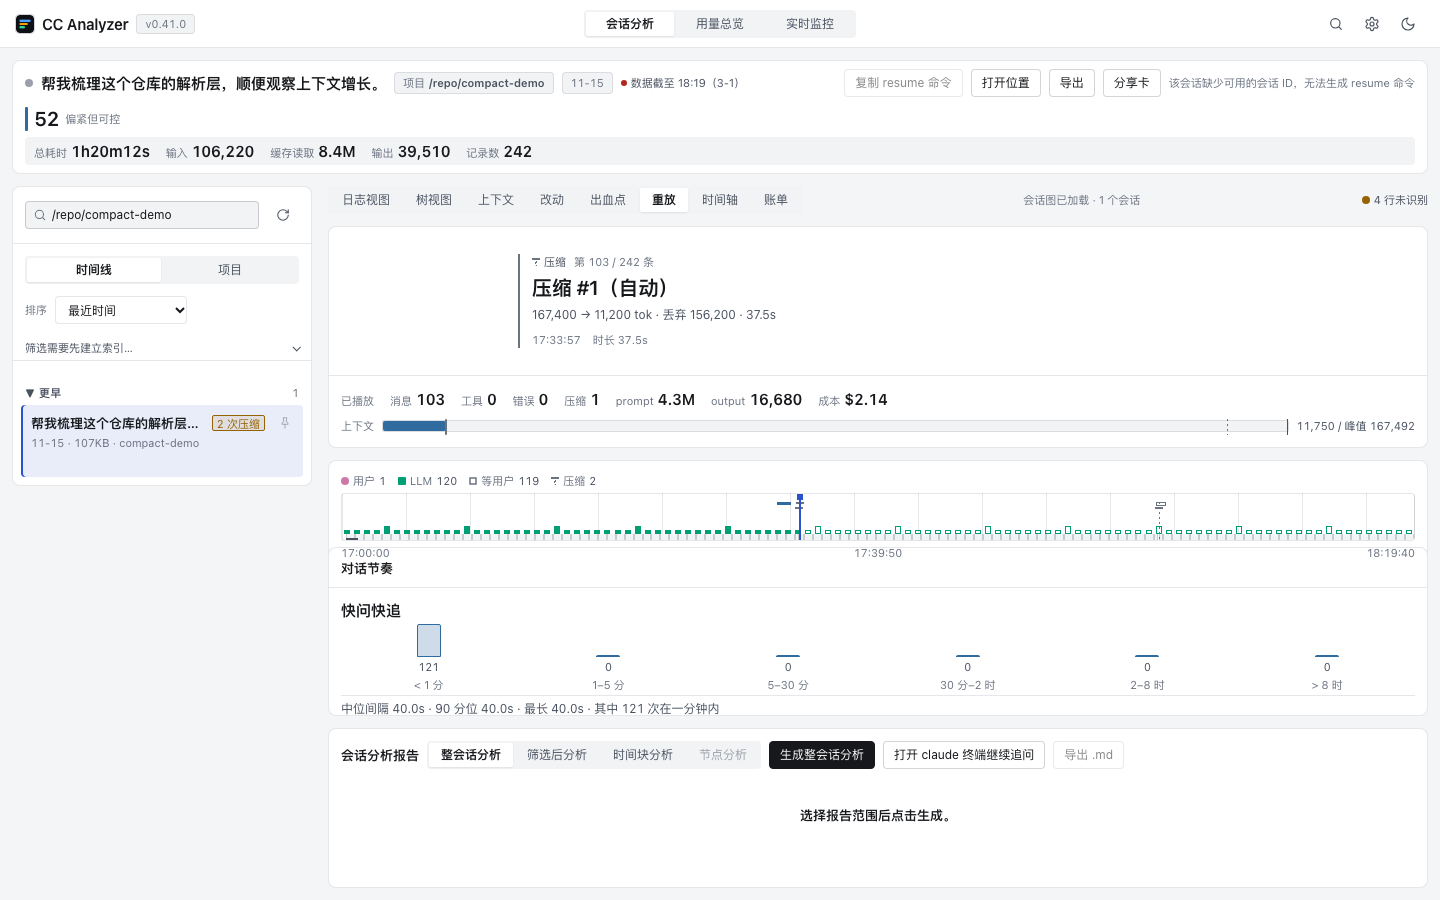 CC Analyzer v0.41.0 会话分析 用量总览 实时监控
帮我梳理这个仓库的解析层，顺便观察上下文增长。 项目 /repo/compact-demo 11-15 数据截至 18:19（3-1） 复制 resume 命令 打开位置 导出 分享卡 该会话缺少可用的会话 ID，无法生成 resume 命令
52 偏紧但可控
总耗时 1h20m12s 输入 106,220 缓存读取 8.4M 输出 39,510 记录数 242
/repo/compact-demo
时间线 项目
排序 最近时间
筛选需要先建立索引...
▼ 更早 1
帮我梳理这个仓库的解析层... 2 次压缩
11-15 · 107KB · compact-demo
日志视图 树视图 上下文 改动 出血点 重放 时间轴 账单 会话图已加载 · 1 个会话 4 行未识别
压缩 第 103 / 242 条
压缩 #1（自动）
167,400 → 11,200 tok · 丢弃 156,200 · 37.5s
17:33:57 时长 37.5s
已播放 消息 103 工具 0 错误 0 压缩 1 prompt 4.3M output 16,680 成本 $2.14
上下文 11,750 / 峰值 167,492
用户 1 LLM 120 等用户 119 压缩 2
17:00:00 17:39:50 18:19:40
对话节奏
快问快追
121 0 0 0 0 0
< 1 分 1–5 分 5–30 分 30 分–2 时 2–8 时 > 8 时
中位间隔 40.0s · 90 分位 40.0s · 最长 40.0s · 其中 121 次在一分钟内
会话分析报告 整会话分析 筛选后分析 时间块分析 节点分析 生成整会话分析 打开 claude 终端继续追问 导出 .md
选择报告范围后点击生成。